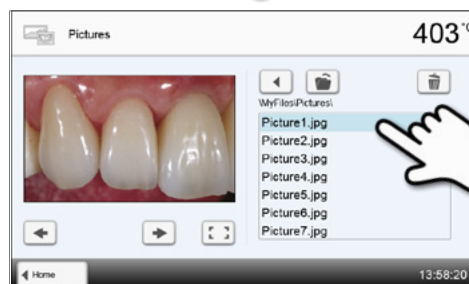 Pictures
403 °C
\MyFiles\Pictures\
Picture1.jpg
Picture2.jpg
Picture3.jpg
Picture4.jpg
Picture5.jpg
Picture6.jpg
Picture7.jpg
Home
13:58:20